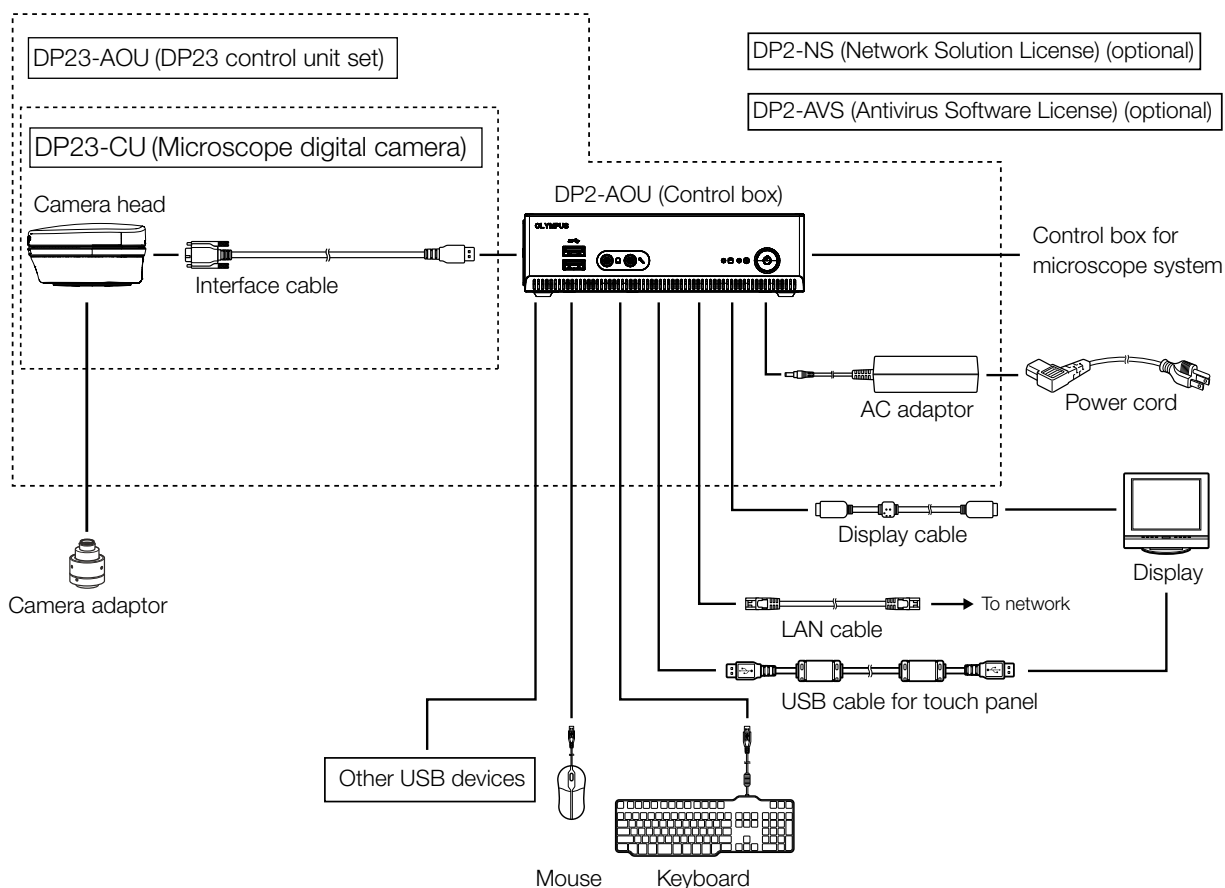 DP23-AOU (DP23 control unit set)
DP2-NS (Network Solution License) (optional)
DP2-AVS (Antivirus Software License) (optional)
DP23-CU (Microscope digital camera)
DP2-AOU (Control box)
Camera head
OLYMPUS
Interface cable
Control box for
microscope system
AC adaptor
Power cord
Display cable
Display
Camera adaptor
To network
LAN cable
USB cable for touch panel
Other USB devices
Mouse
Keyboard